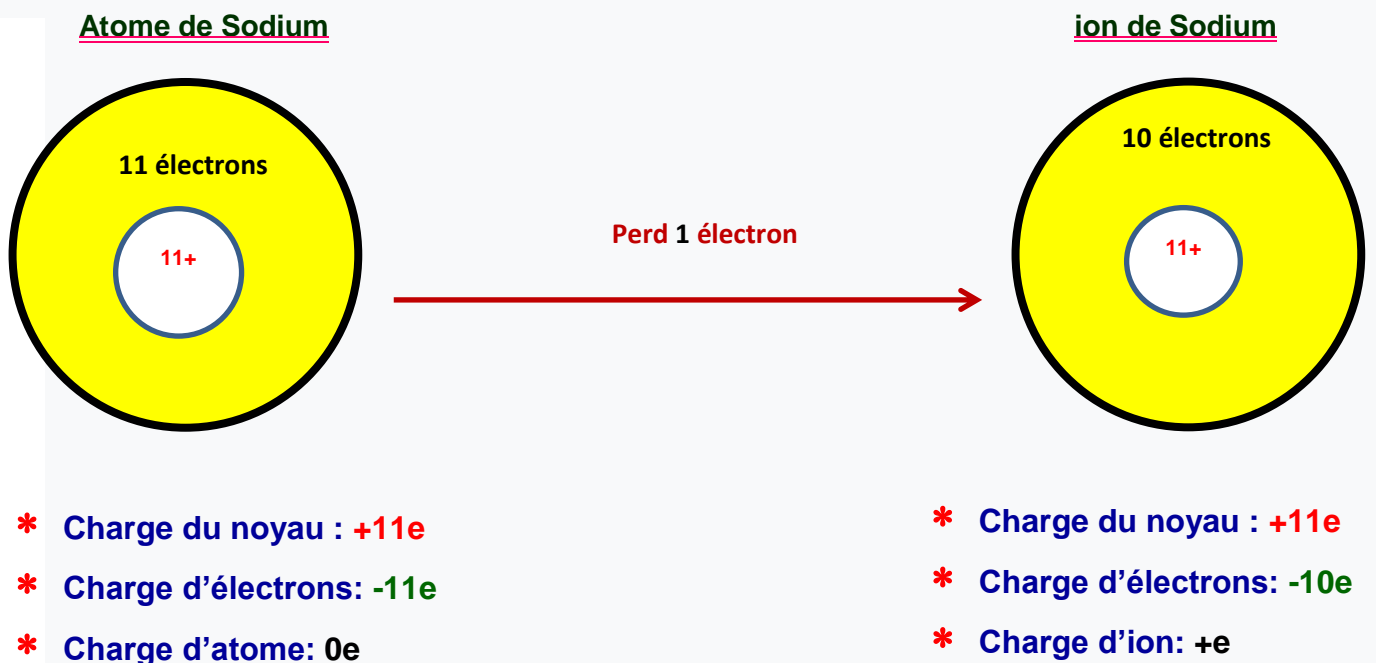 Atome de Sodium
ion de Sodium
11 électrons
11+
Perd 1 électron
10 électrons
11+
* Charge du noyau : +11e
* Charge d’électrons: -11e
* Charge d’atome: 0e
* Charge du noyau : +11e
* Charge d’électrons: -10e
* Charge d’ion: +e